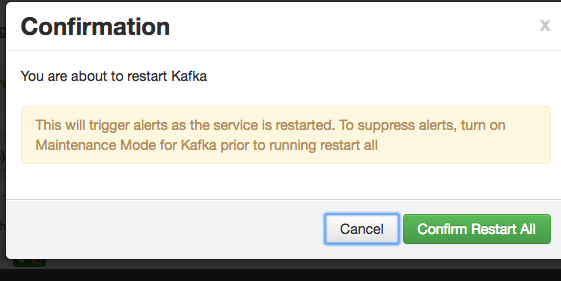 Confirmation
x
You are about to restart Kafka
This will trigger alerts as the service is restarted. To suppress alerts, turn on
Maintenance Mode for Kafka prior to running restart all
Cancel
Confirm Restart All